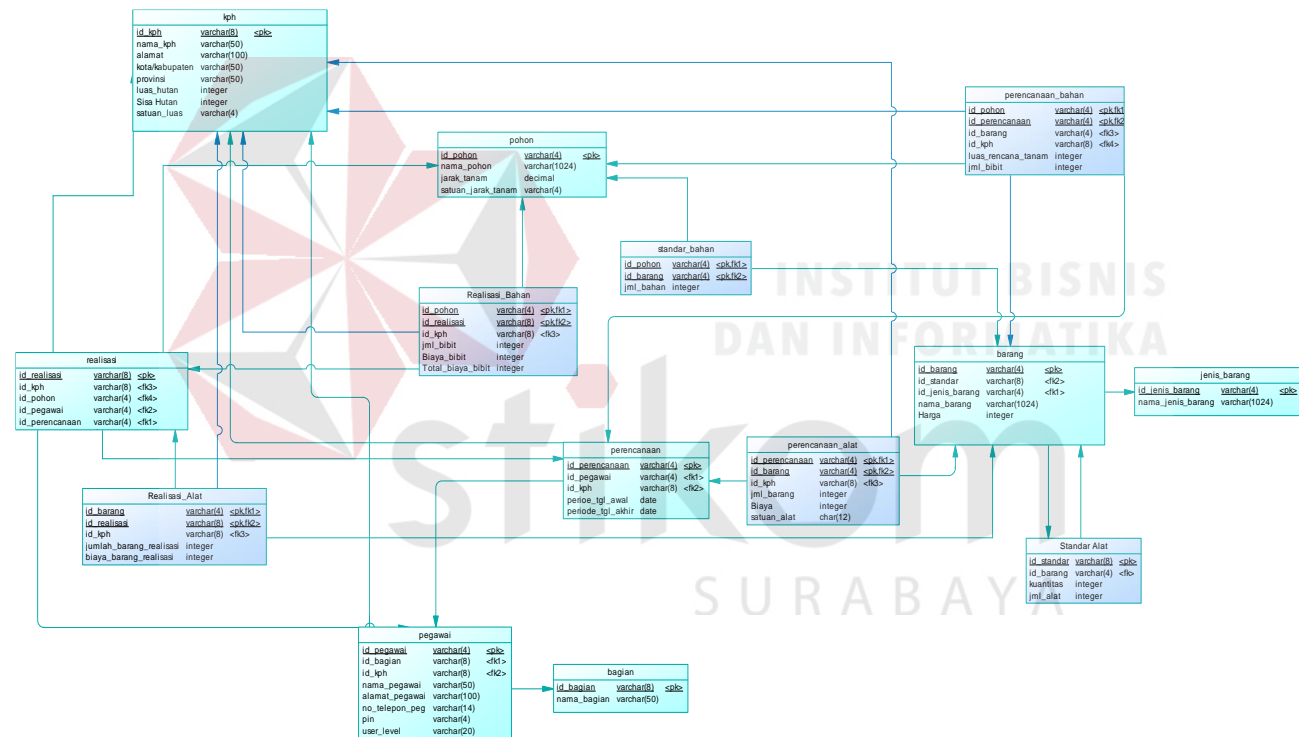 kph
id_kph varchar(8) <pk>
nama_kph varchar(50)
alamat varchar(100)
kota/kabupaten varchar(50)
provinsi varchar(50)
luas_hutan integer
Sisa Hutan integer
satuan_luas varchar(4)
perencanaan_bahan
id_pohon varchar(4) <pk,fk1
id_perencanaan varchar(4) <pk,fk2
id_barang varchar(4) <fk3>
id_kph varchar(8) <fk4>
luas_rencana_tanam integer
jml_bibit integer
pohon
id_pohon varchar(4) <pk>
nama_pohon varchar(1024)
jarak_tanam decimal
satuan_jarak_tanam varchar(4)
standar_bahan
id_pohon varchar(4) <pk,fk1>
id_barang varchar(4) <pk,fk2>
jml_bahan integer
INSTITUT BISNIS
DAN INFORMATIKA
Realisasi_Bahan
id_pohon varchar(4) <pk,fk1>
id_realisasi varchar(8) <pk,fk2>
id_kph varchar(8) <fk3>
jml_bibit integer
Biaya_bibit integer
Total_biaya_bibit integer
realisasi
id_realisasi varchar(8) <pk>
id_kph varchar(8) <fk3>
id_pohon varchar(4) <fk4>
id_pegawai varchar(4) <fk2>
id_perencanaan varchar(4) <fk1>
barang
id_barang varchar(4) <pk>
id_standar varchar(8) <fk2>
id_jenis_barang varchar(4) <fk1>
nama_barang varchar(1024)
Harga integer
jenis_barang
id_jenis_barang varchar(4) <pk>
nama_jenis_barang varchar(1024)
stikom
perencanaan
id_perencanaan varchar(4) <pk>
id_pegawai varchar(4) <fk1>
id_kph varchar(8) <fk2>
perioe_tgl_awal date
periode_tgl_akhir date
perencanaan_alat
id_perencanaan varchar(4) <pk,fk1>
id_barang varchar(4) <pk,fk2>
id_kph varchar(8) <fk3>
jml_barang integer
Biaya integer
satuan_alat char(12)
Realisasi_Alat
id_barang varchar(4) <pk,fk1>
id_realisasi varchar(8) <pk,fk2>
id_kph varchar(8) <fk3>
jumlah_barang_realisasi integer
biaya_barang_realisasi integer
Standar Alat
id_standar varchar(8) <pk>
id_barang varchar(4) <fk>
kuantitas integer
jml_alat integer
SURABAYA
pegawai
id_pegawai varchar(4) <pk>
id_bagian varchar(8) <fk1>
id_kph varchar(8) <fk2>
nama_pegawai varchar(50)
alamat_pegawai varchar(100)
no_telepon_peg varchar(14)
pin varchar(4)
user_level varchar(20)
bagian
id_bagian varchar(8) <pk>
nama_bagian varchar(50)